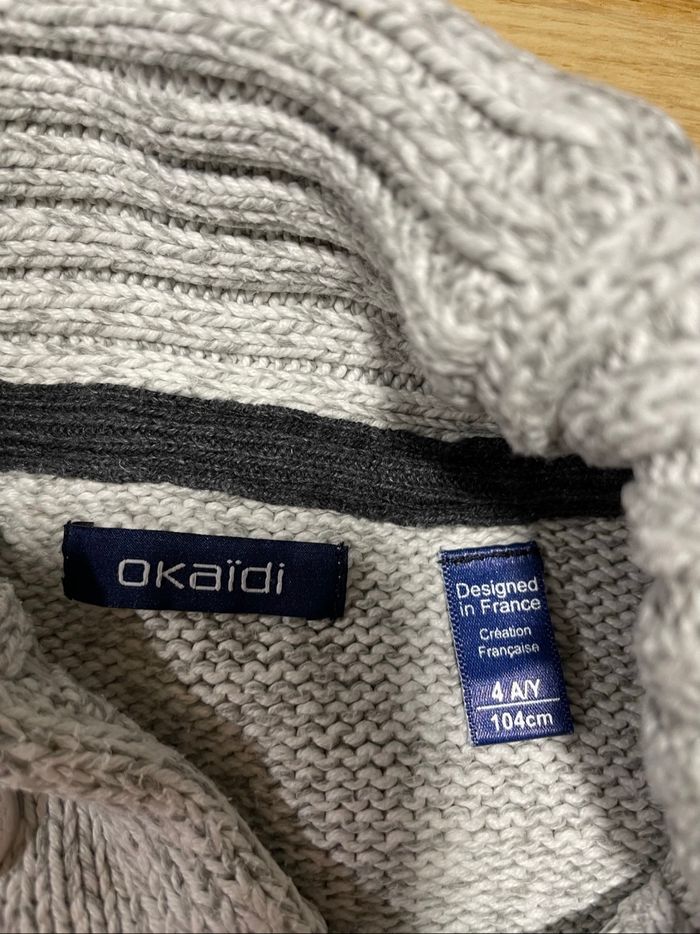 okaïdi
Designed
in France
Création
Française
4 A/Y
104cm